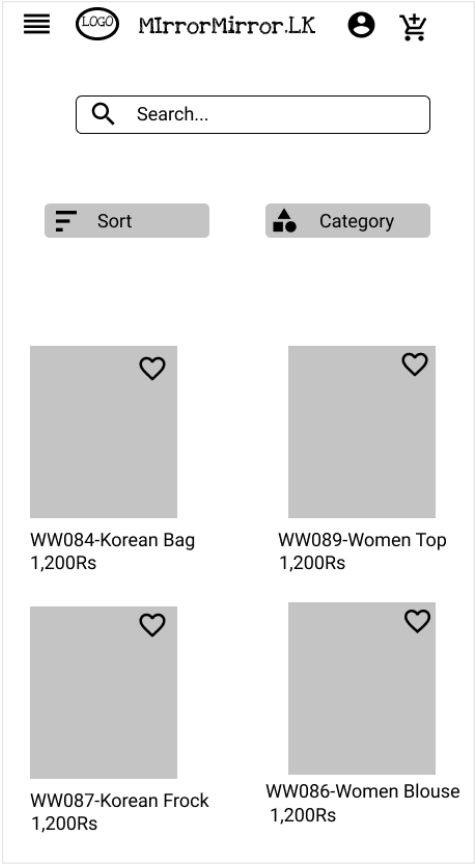 LOGO MIrrorMirror.LK
Search...
Sort Category
WW084-Korean Bag WW089-Women Top
1,200Rs 1,200Rs
WW087-Korean Frock WW086-Women Blouse
1,200Rs 1,200Rs